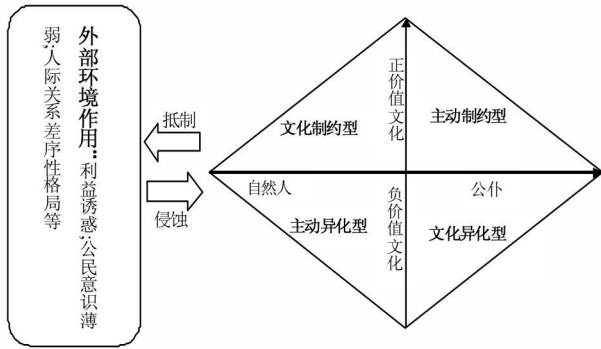 外部环境作用：利益诱惑；公民意识薄
弱；人际关系差序性格局等
抵制
侵蚀
正价值文化
文化制约型
主动制约型
自然人
公仆
负价值文化
主动异化型
文化异化型